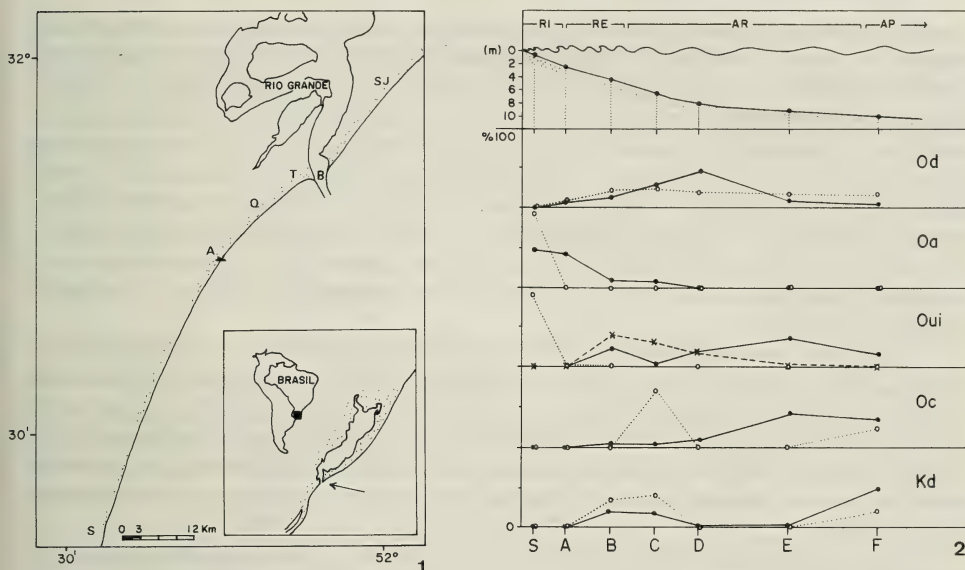 32°
RIO GRANDE
SJ
T
B
Q
A
30'
S
0 3 12 Km
30'
52°
BRASIL
1
RI RE AR AP
(m) 0
2
4
6
8
10
% 100
Od
Oa
Oui
Oc
Kd
0
S A B C D E F
2